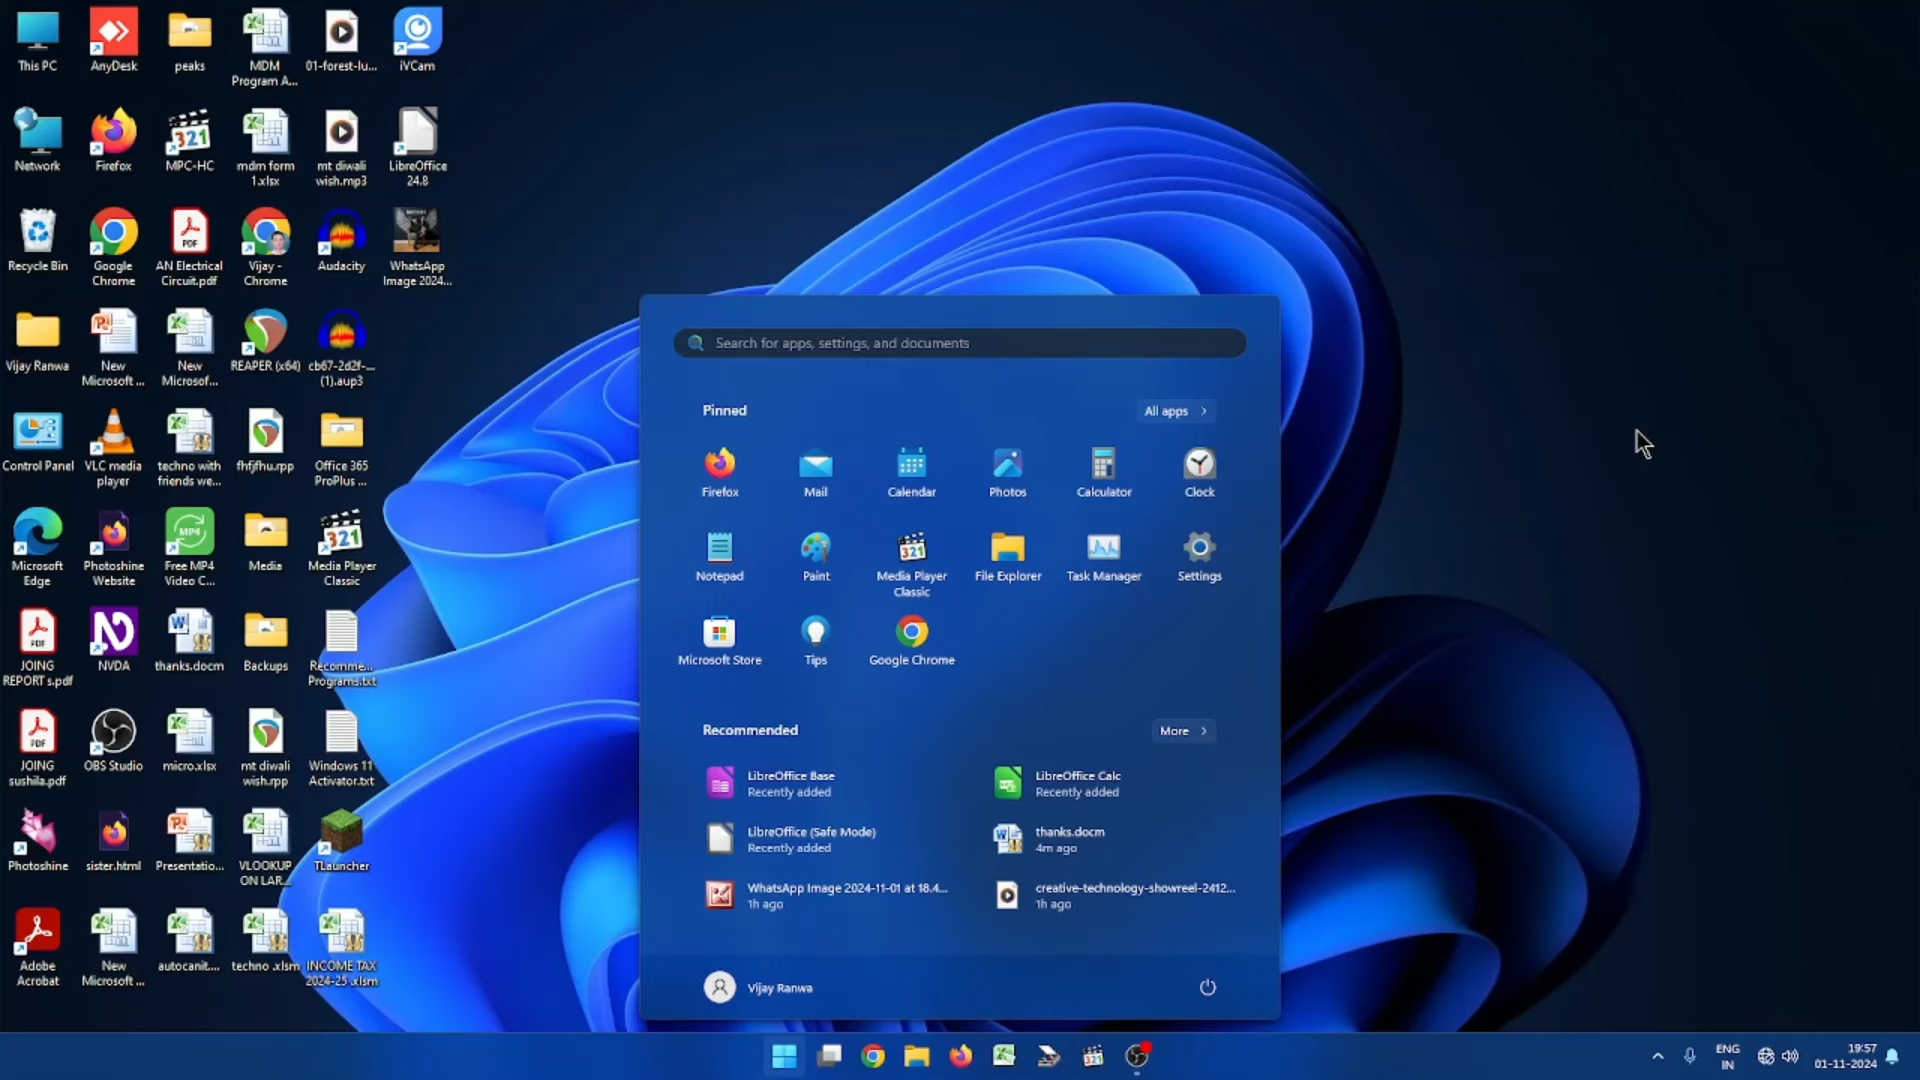 This PC
AnyDesk
peaks
MDM
Program A...
01-forest-lu...
iVCam
Network
Firefox
MPC-HC
mdm form
1.xlsx
mt diwali
wish.mp3
LibreOffice
24.8
Recycle Bin
Google
Chrome
AN Electrical
Circuit.pdf
Vijay -
Chrome
Audacity
WhatsApp
Image 2024...
Vijay Ranwa
New
Microsoft ...
New
Microsof...
REAPER (x64)
cb67-2d2f-...
(1).aup3
Control Panel
VLC media
player
techno with
friends we...
fhfjfhu.rpp
Office 365
ProPlus ...
Microsoft
Edge
Photoshine
Website
Free MP4
Video C...
Media
Media Player
Classic
JOING
REPORT s.pdf
NVDA
thanks.docm
Backups
Recomme...
Programs.txt
JOING
sushila.pdf
OBS Studio
micro.xlsx
mt diwali
wish.rpp
Windows 11
Activator.txt
Photoshine
sister.html
Presentatio...
VLOOKUP
ON LAR...
TLauncher
Adobe
Acrobat
New
Microsoft ...
autocanit....
techno .xlsm
INCOME TAX
2024-25 .xlsm
Search for apps, settings, and documents
Pinned
All apps
Firefox
Mail
Calendar
Photos
Calculator
Clock
Notepad
Paint
Media Player
Classic
File Explorer
Task Manager
Settings
Microsoft Store
Tips
Google Chrome
Recommended
More
LibreOffice Base
Recently added
LibreOffice Calc
Recently added
LibreOffice (Safe Mode)
Recently added
thanks.docm
4m ago
WhatsApp Image 2024-11-01 at 18.4...
1h ago
creative-technology-showreel-2412...
1h ago
Vijay Ranwa
ENG
IN
19:57
01-11-2024